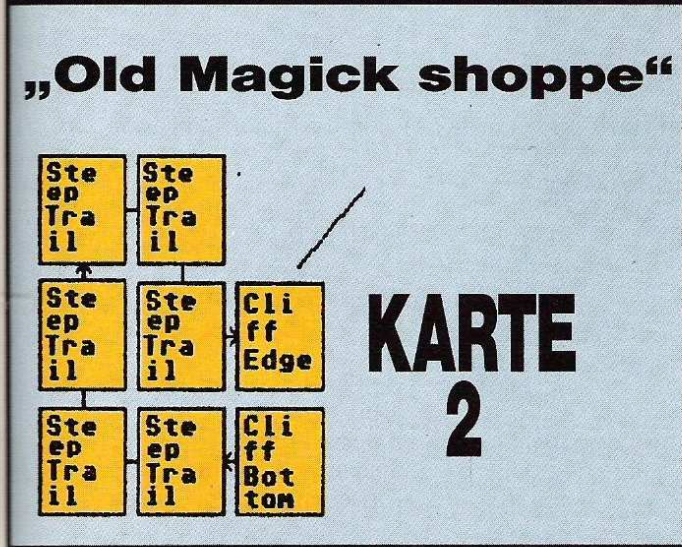 „Old Magick shoppe“
Ste
ep
Tra
il
Ste
ep
Tra
il
Ste
ep
Tra
il
Ste
ep
Tra
il
Cli
ff
Edge
KARTE
2
Ste
ep
Tra
il
Ste
ep
Tra
il
Cli
ff
Bot
tom